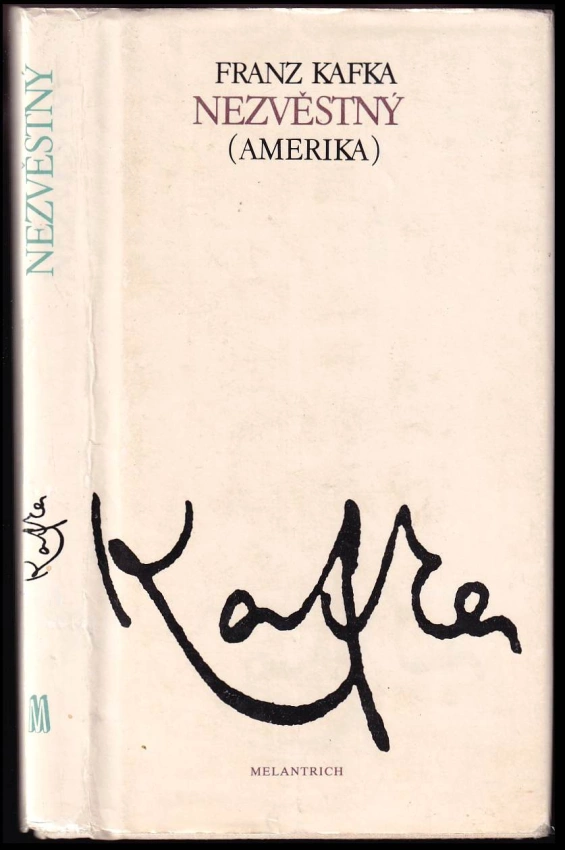 FRANZ KAFKA
NEZVĚSTNÝ
(AMERIKA)
Kafka
MELANTRICH
NEZVĚSTNÝ
Kafka
M